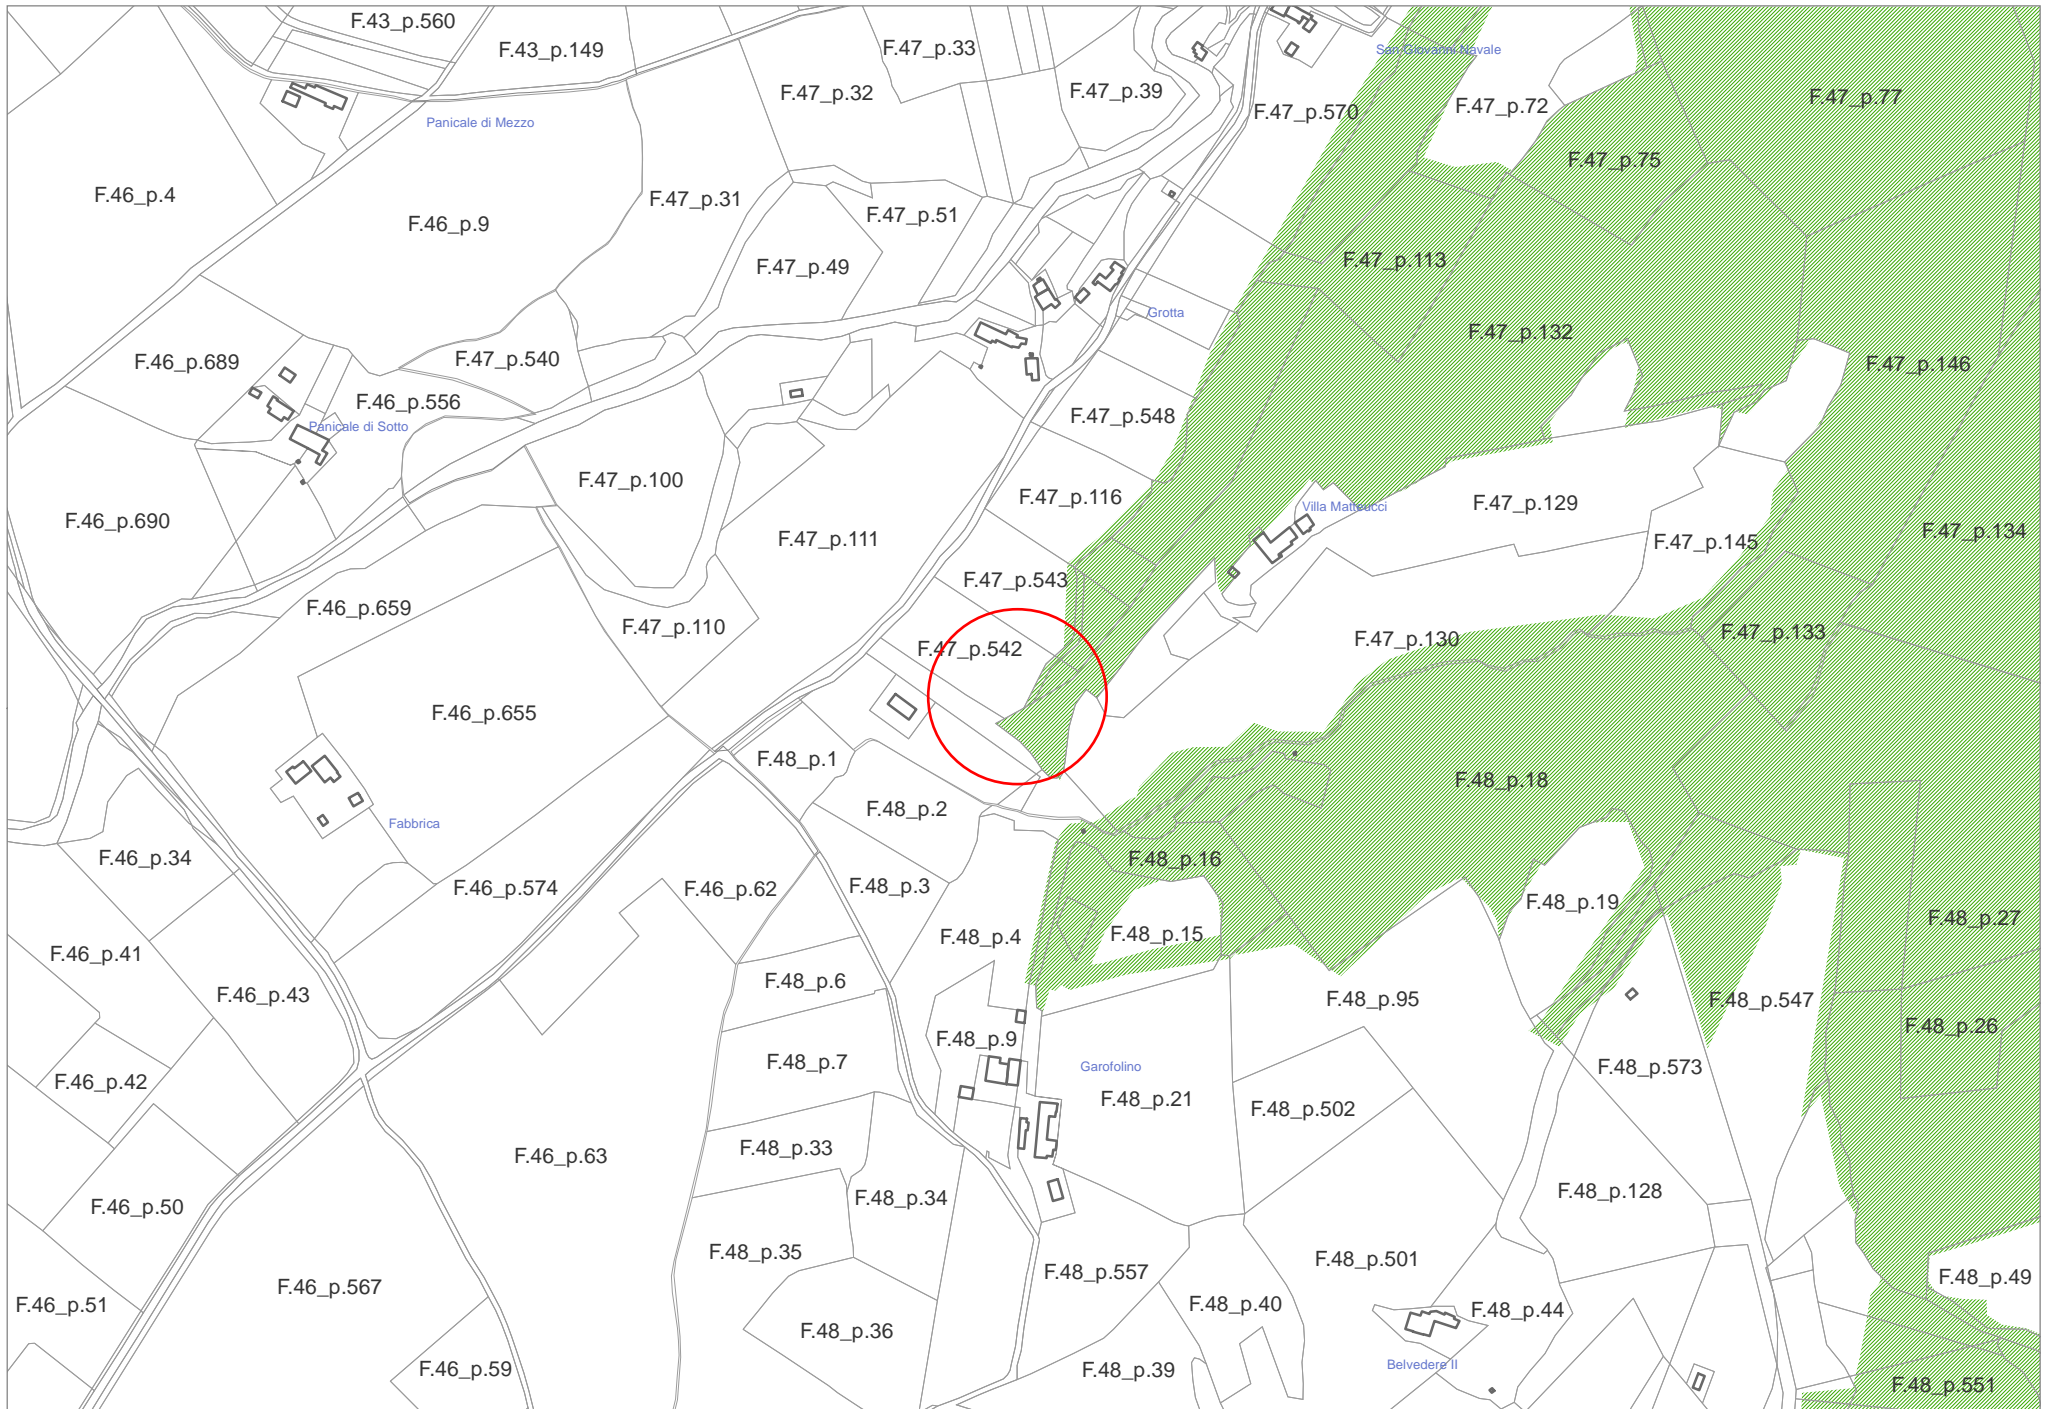 F.43_p.560
F.43_p.149
F.47_p.33
San Giovanni Navale
F.47_p.32
F.47_p.39
F.47_p.570
F.47_p.72
F.47_p.77
Panicale di Mezzo
F.47_p.75
F.46_p.4
F.47_p.31
F.46_p.9
F.47_p.51
F.47_p.49
F.47_p.113
Grotta
F.47_p.132
F.46_p.689
F.47_p.540
F.47_p.146
F.46_p.556
F.47_p.548
Panicale di Sotto
F.47_p.100
F.47_p.116
Villa Matteucci
F.47_p.129
F.46_p.690
F.47_p.111
F.47_p.145
F.47_p.134
F.47_p.543
F.46_p.659
F.47_p.110
F.47_p.542
F.47_p.130
F.47_p.133
F.46_p.655
F.48_p.1
F.48_p.18
F.48_p.2
Fabbrica
F.46_p.34
F.48_p.16
F.46_p.574
F.46_p.62
F.48_p.3
F.48_p.19
F.48_p.27
F.48_p.4
F.48_p.15
F.46_p.41
F.46_p.43
F.48_p.6
F.48_p.95
F.48_p.547
F.48_p.26
F.48_p.9
F.48_p.7
Garofolino
F.48_p.573
F.46_p.42
F.48_p.21
F.48_p.502
F.48_p.33
F.46_p.63
F.48_p.34
F.48_p.128
F.46_p.50
F.48_p.35
F.48_p.501
F.48_p.557
F.48_p.49
F.46_p.567
F.46_p.51
F.48_p.40
F.48_p.44
F.48_p.36
Belvedere II
F.46_p.59
F.48_p.39
F.48_p.551